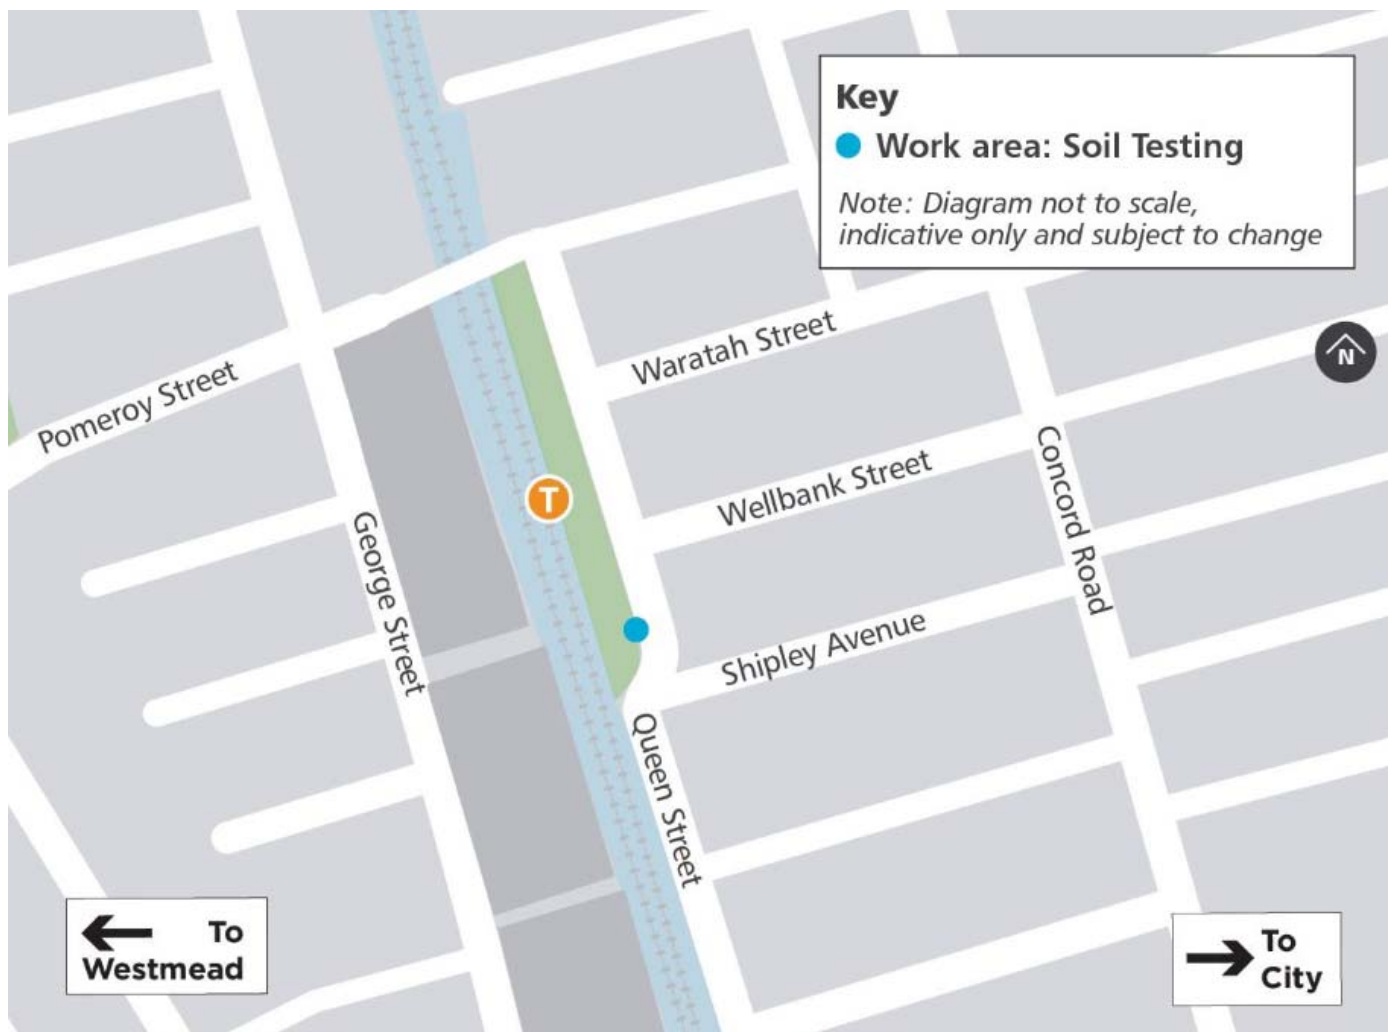 Key
Work area: Soil Testing
Note: Diagram not to scale,
indicative only and subject to change
N
Waratah Street
Pomeroy Street
Wellbank Street
Concord Road
T
George Street
Shipley Avenue
Queen Street
To
Westmead
To
City